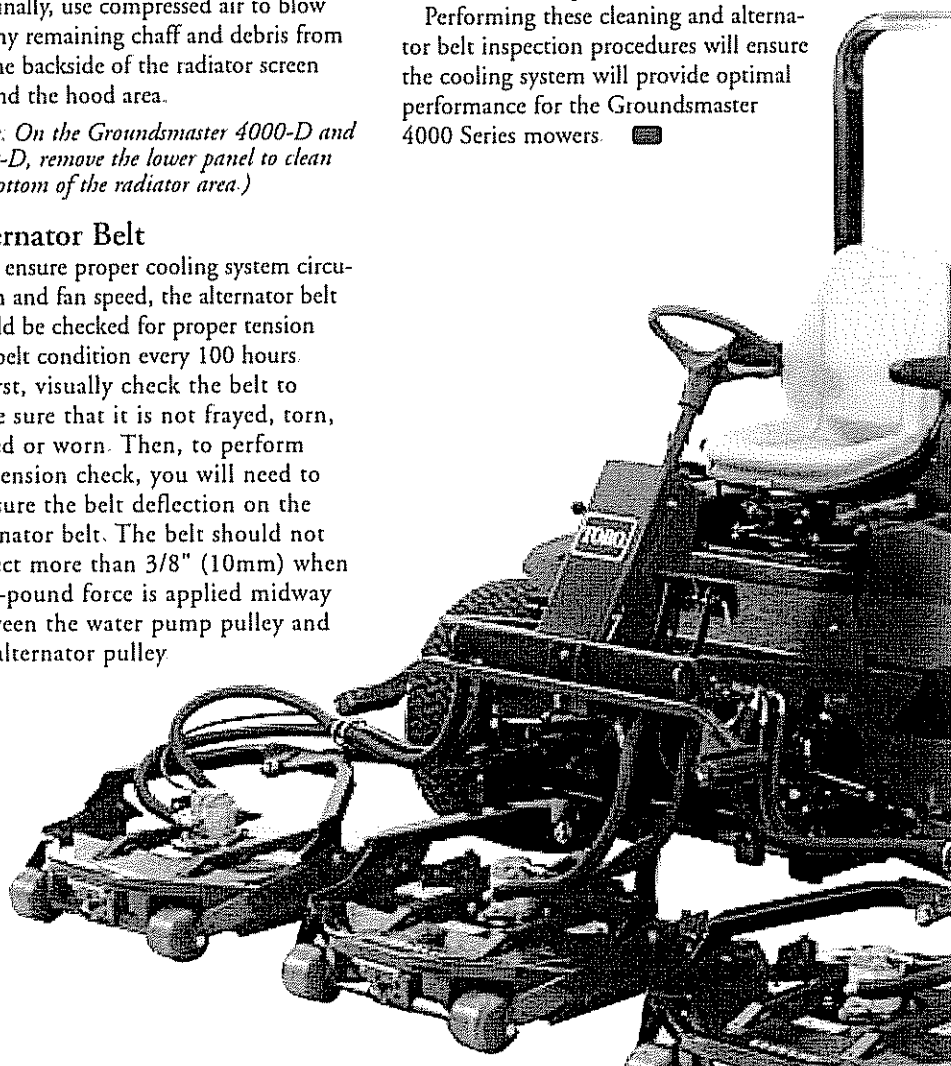 inally, use compressed air to blow
ny remaining chaff and debris from
ne backside of the radiator screen
nd the hood area.
: On the Groundsmaster 4000-D and
-D, remove the lower panel to clean
ottom of the radiator area.)
ernator Belt
ensure proper cooling system circu-
n and fan speed, the alternator belt
ld be checked for proper tension
belt condition every 100 hours.
rst, visually check the belt to
e sure that it is not frayed, torn,
ed or worn. Then, to perform
ension check, you will need to
sure the belt deflection on the
nator belt. The belt should not
ect more than 3/8" (10mm) when
-pound force is applied midway
veen the water pump pulley and
alternator pulley.
Performing these cleaning and alterna-
tor belt inspection procedures will ensure
the cooling system will provide optimal
performance for the Groundsmaster
4000 Series mowers.
TORO